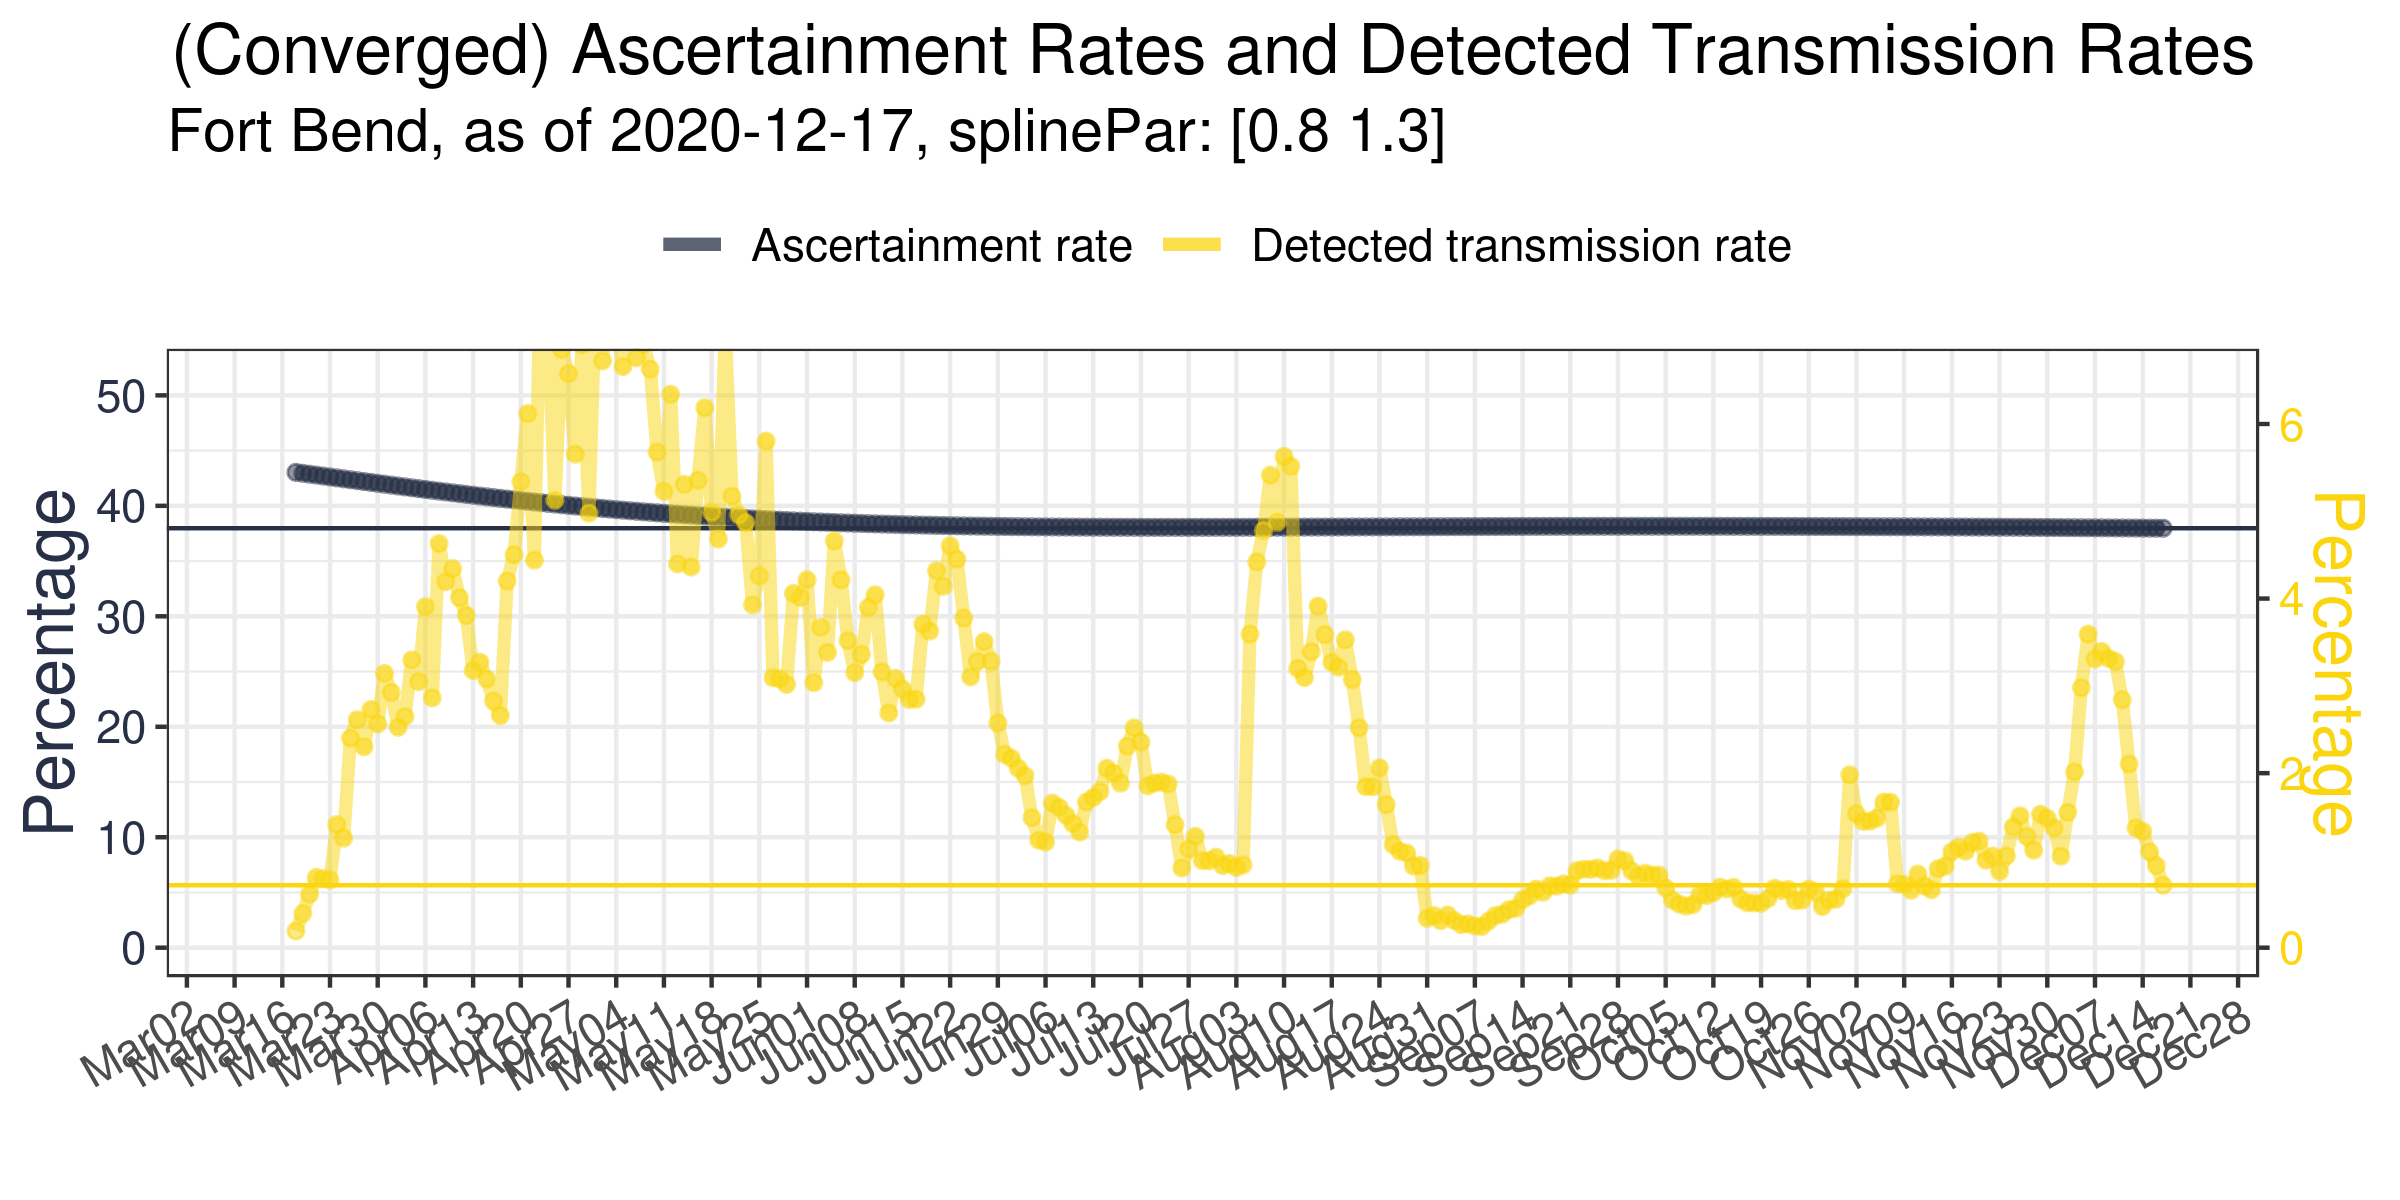 (Converged) Ascertainment Rates and Detected Transmission Rates
Fort Bend, as of 2020-12-17, splinePar: [0.8 1.3]
Ascertainment rate
Detected transmission rate
Percentage
50
40
30
20
10
0
6
4
2
0
Percentage
Mar02
Mar09
Mar16
Mar23
Mar30
Apr06
Apr13
Apr20
Apr27
May04
May11
May18
May25
Jun01
Jun08
Jun15
Jun22
Jun29
Jul06
Jul13
Jul20
Jul27
Aug03
Aug10
Aug17
Aug24
Aug31
Sep07
Sep14
Sep21
Sep28
Oct05
Oct12
Oct19
Oct26
Nov02
Nov09
Nov16
Nov23
Nov30
Dec07
Dec14
Dec21
Dec28